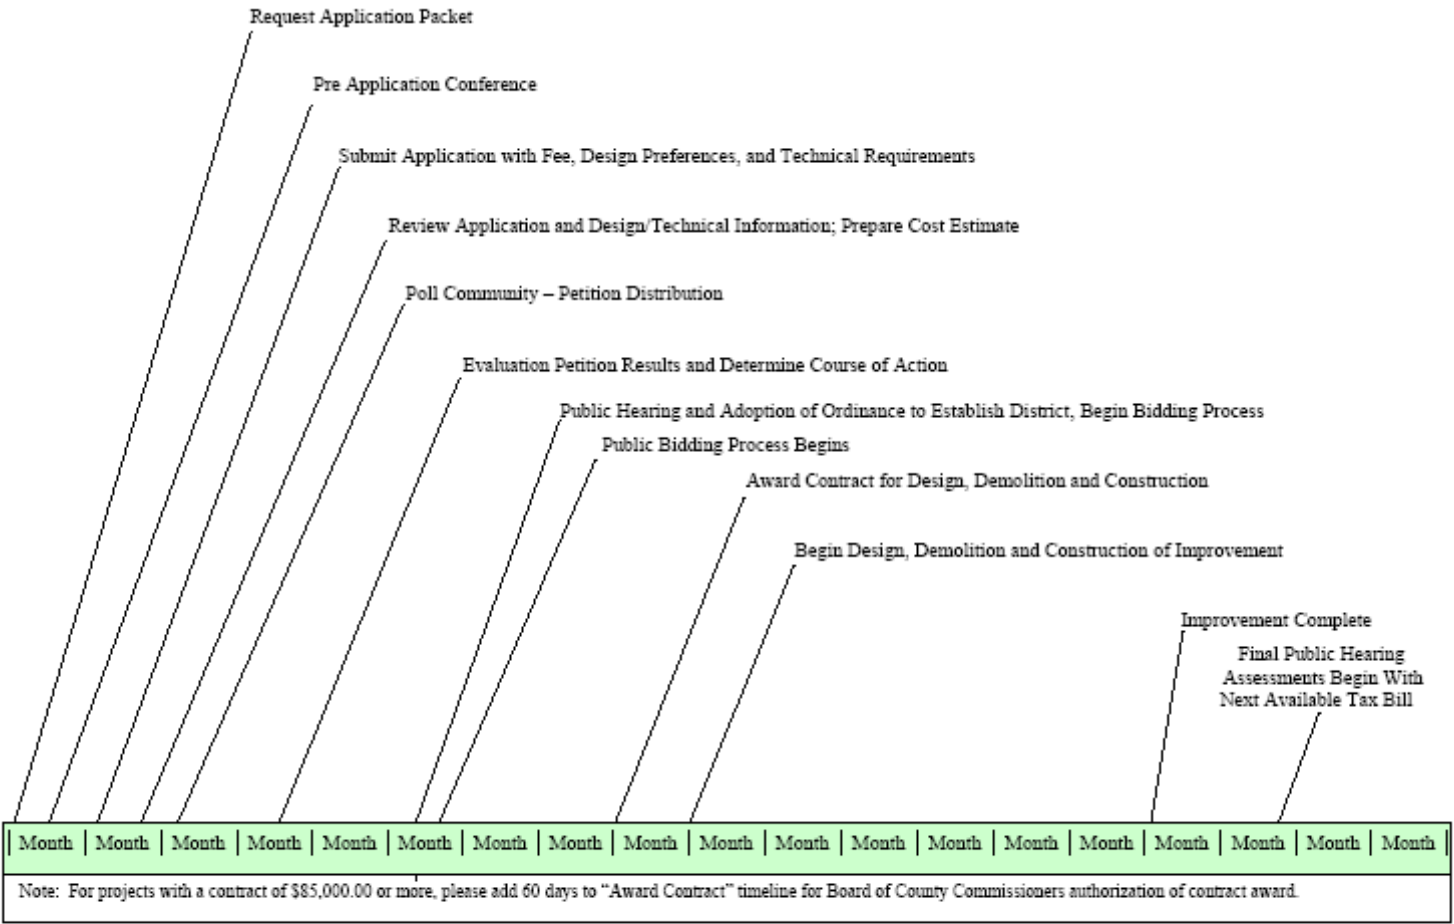 Request Application Packet
Pre Application Conference
Submit Application with Fee, Design Preferences, and Technical Requirements
Review Application and Design/Technical Information; Prepare Cost Estimate
Poll Community – Petition Distribution
Evaluation Petition Results and Determine Course of Action
Public Hearing and Adoption of Ordinance to Establish District, Begin Bidding Process
Public Bidding Process Begins
Award Contract for Design, Demolition and Construction
Begin Design, Demolition and Construction of Improvement
Improvement Complete
Final Public Hearing
Assessments Begin With
Next Available Tax Bill
Month Month Month Month Month Month Month Month Month Month Month Month Month Month Month Month Month Month Month
Note: For projects with a contract of $85,000.00 or more, please add 60 days to “Award Contract” timeline for Board of County Commissioners authorization of contract award.